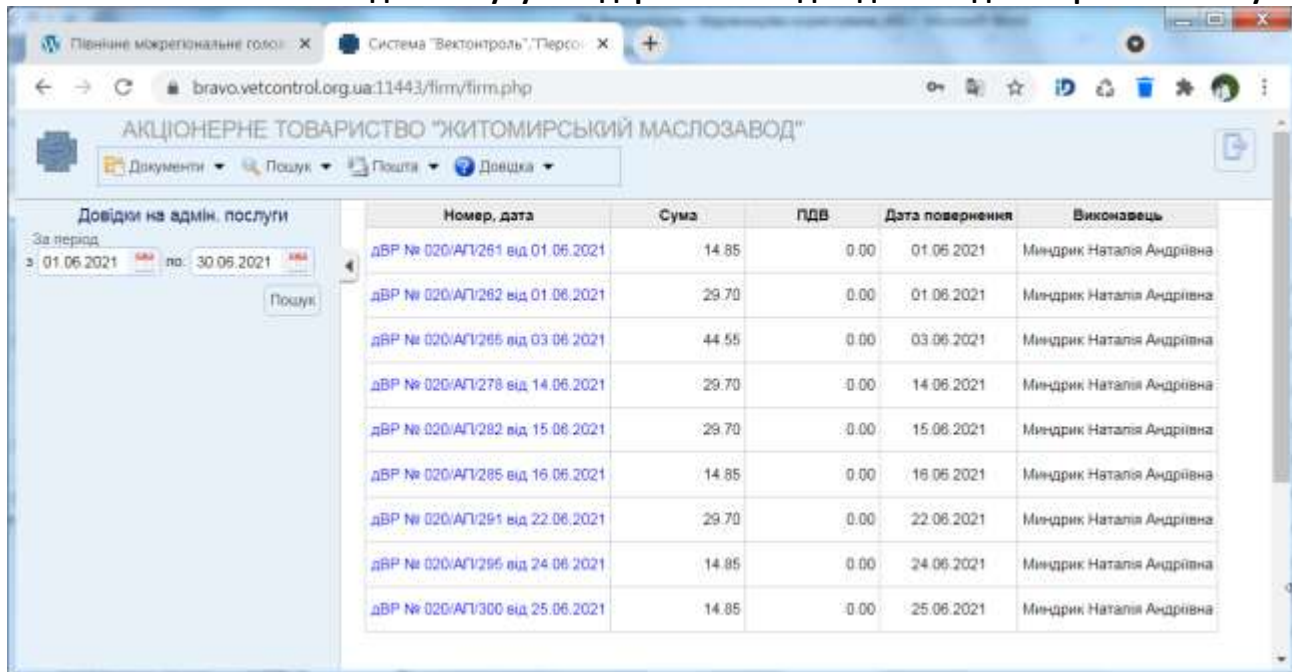 Північне міжрегіональне голов
Система "Вектонтроль","Персо
bravo.vetcontrol.org.ua:11443/firm/firm.php
АКЦІОНЕРНЕ ТОВАРИСТВО "ЖИТОМИРСЬКИЙ МАСЛОЗАВОД"
Документи Пошук Пошта Довідка
Довідки на адмін. послуги
За період
з 01.06.2021 по: 30.06.2021
Пошук
Номер, дата Сума ПДВ Дата повернення Виконавець
дВР № 020/АП/261 від 01.06.2021 14.85 0.00 01.06.2021 Миндрик Наталія Андріївна
дВР № 020/АП/262 від 01.06.2021 29.70 0.00 01.06.2021 Миндрик Наталія Андріївна
дВР № 020/АП/265 від 03.06.2021 44.55 0.00 03.06.2021 Миндрик Наталія Андріївна
дВР № 020/АП/278 від 14.06.2021 29.70 0.00 14.06.2021 Миндрик Наталія Андріївна
дВР № 020/АП/282 від 15.06.2021 29.70 0.00 15.06.2021 Миндрик Наталія Андріївна
дВР № 020/АП/285 від 16.06.2021 14.85 0.00 16.06.2021 Миндрик Наталія Андріївна
дВР № 020/АП/291 від 22.06.2021 29.70 0.00 22.06.2021 Миндрик Наталія Андріївна
дВР № 020/АП/295 від 24.06.2021 14.85 0.00 24.06.2021 Миндрик Наталія Андріївна
дВР № 020/АП/300 від 25.06.2021 14.85 0.00 25.06.2021 Миндрик Наталія Андріївна